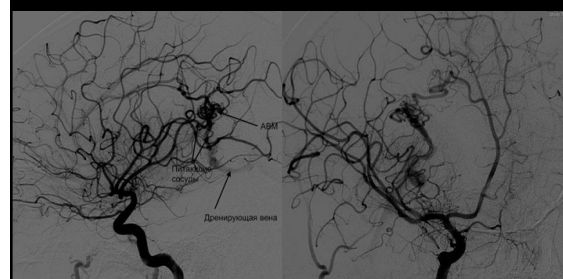 АВМ
Питающие
сосуды
Дренирующая вена